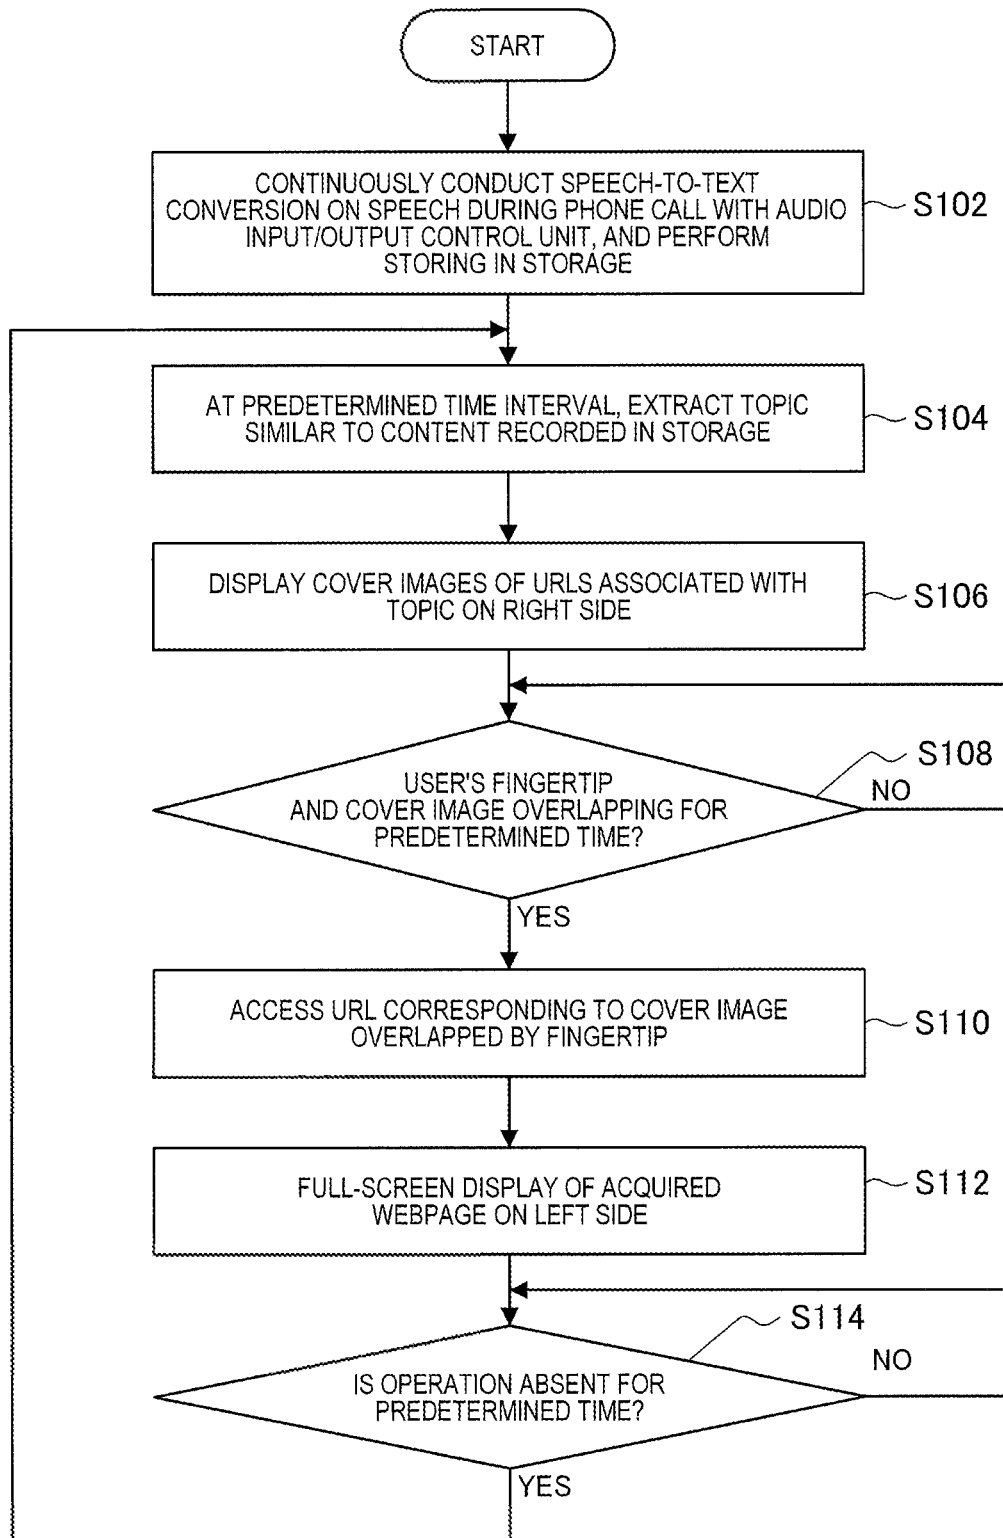 START
CONTINUOUSLY CONDUCT SPEECH-TO-TEXT
CONVERSION ON SPEECH DURING PHONE CALL WITH AUDIO
INPUT/OUTPUT CONTROL UNIT, AND PERFORM
STORING IN STORAGE
S102
AT PREDETERMINED TIME INTERVAL, EXTRACT TOPIC
SIMILAR TO CONTENT RECORDED IN STORAGE
S104
DISPLAY COVER IMAGES OF URLS ASSOCIATED WITH
TOPIC ON RIGHT SIDE
S106
USER'S FINGERTIP
AND COVER IMAGE OVERLAPPING FOR
PREDETERMINED TIME?
S108
NO
YES
ACCESS URL CORRESPONDING TO COVER IMAGE
OVERLAPPED BY FINGERTIP
S110
FULL-SCREEN DISPLAY OF ACQUIRED
WEBPAGE ON LEFT SIDE
S112
IS OPERATION ABSENT FOR
PREDETERMINED TIME?
S114
NO
YES